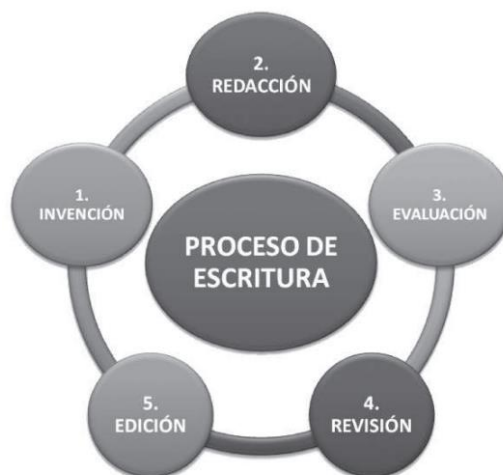 2.
REDACCIÓN
1.
INVENCIÓN
3.
EVALUACIÓN
PROCESO DE
ESCRITURA
5.
EDICIÓN
4.
REVISIÓN